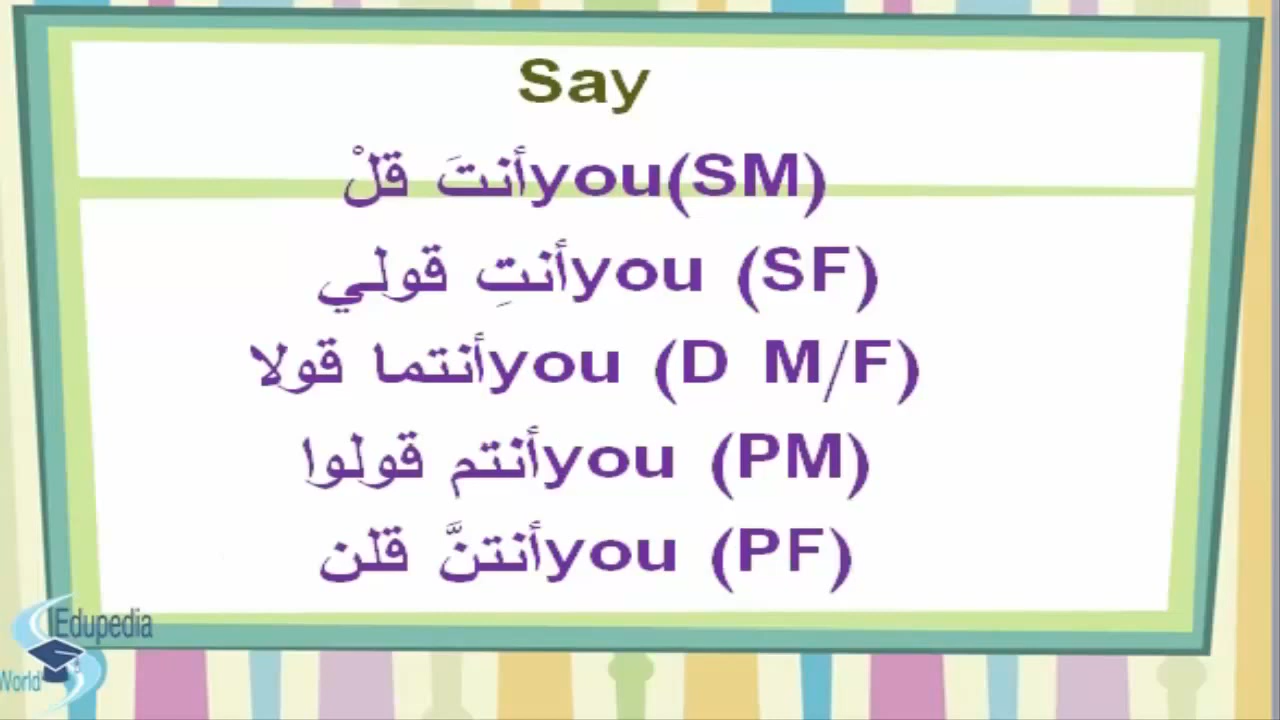 Say
you(SM) أنتَ قلْ
you (SF) أنتِ قولي
you (D M/F) أنتما قولا
you (PM) أنتم قولوا
you (PF) أنتنَّ قلن
Edupedia
World